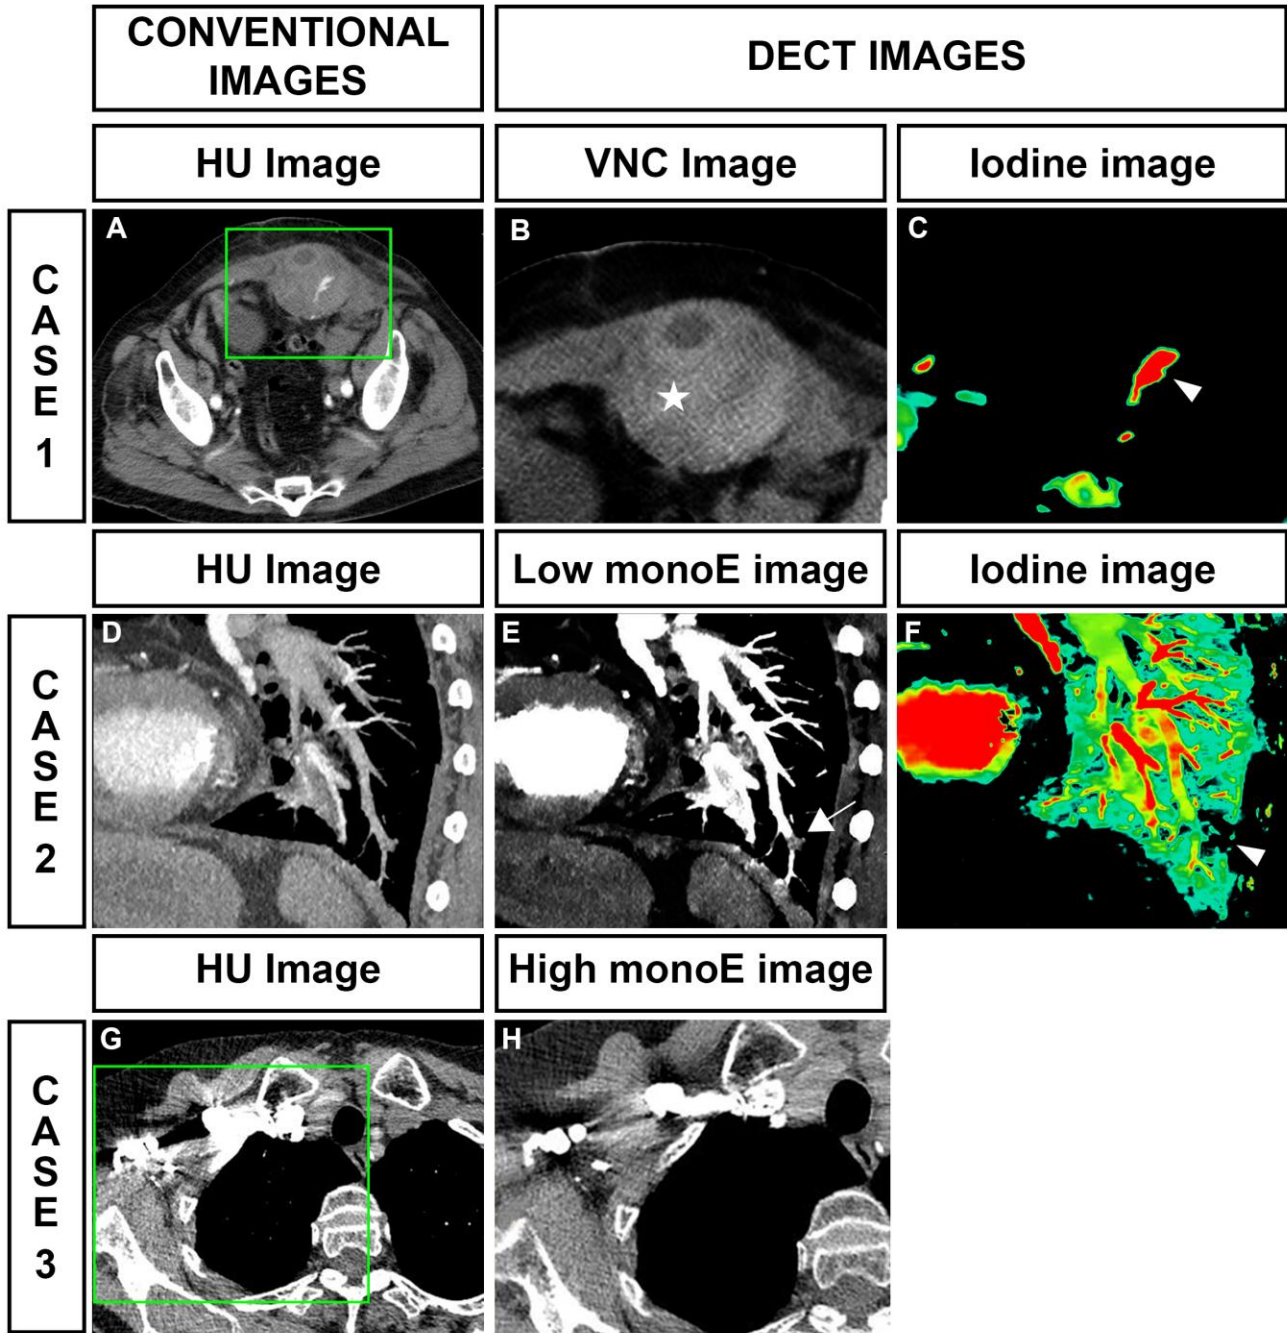 CONVENTIONAL
IMAGES
DECT IMAGES
HU Image
VNC Image
Iodine image
CASE 1
A
B
C
HU Image
Low monoE image
Iodine image
CASE 2
D
E
F
HU Image
High monoE image
CASE 3
G
H